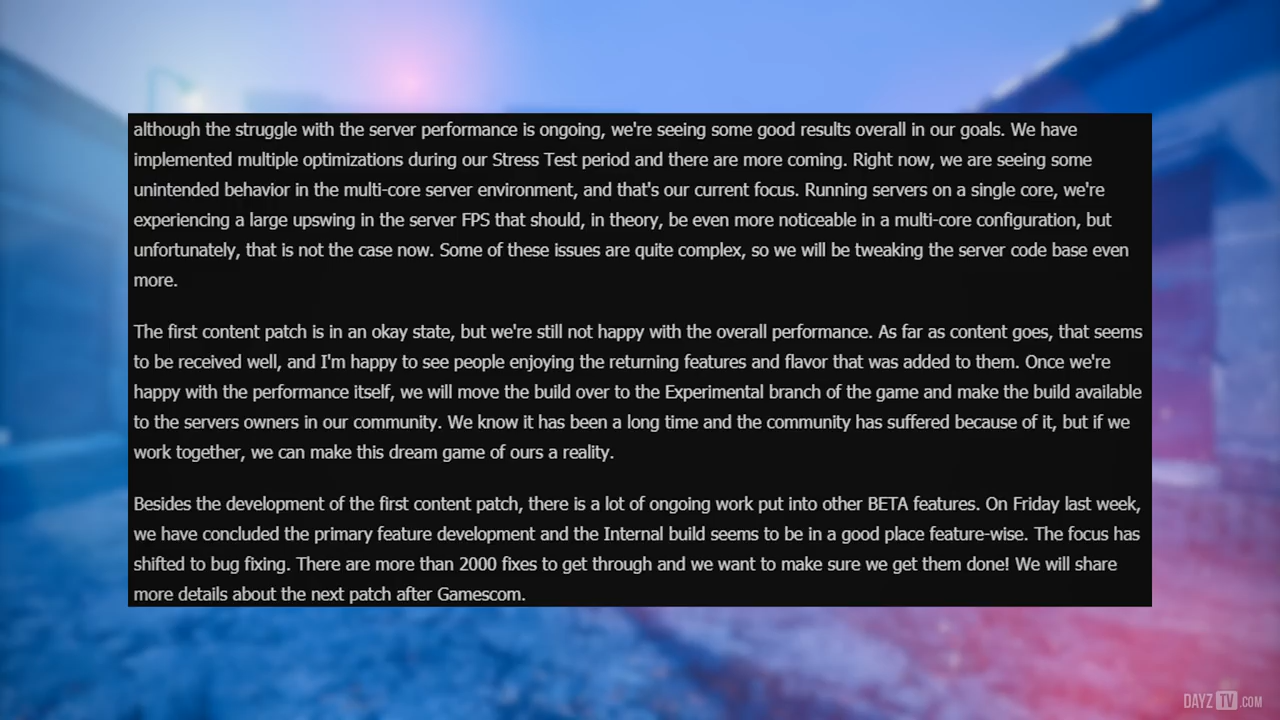 although the struggle with the server performance is ongoing, we're seeing some good results overall in our goals. We have
implemented multiple optimizations during our Stress Test period and there are more coming. Right now, we are seeing some
unintended behavior in the multi-core server environment, and that's our current focus. Running servers on a single core, we're
experiencing a large upswing in the server FPS that should, in theory, be even more noticeable in a multi-core configuration, but
unfortunately, that is not the case now. Some of these issues are quite complex, so we will be tweaking the server code base even
more.
The first content patch is in an okay state, but we're still not happy with the overall performance. As far as content goes, that seems
to be received well, and I'm happy to see people enjoying the returning features and flavor that was added to them. Once we're
happy with the performance itself, we will move the build over to the Experimental branch of the game and make the build available
to the servers owners in our community. We know it has been a long time and the community has suffered because of it, but if we
work together, we can make this dream game of ours a reality.
Besides the development of the first content patch, there is a lot of ongoing work put into other BETA features. On Friday last week,
we have concluded the primary feature development and the Internal build seems to be in a good place feature-wise. The focus has
shifted to bug fixing. There are more than 2000 fixes to get through and we want to make sure we get them done! We will share
more details about the next patch after Gamescom.
DAYZ TV .COM